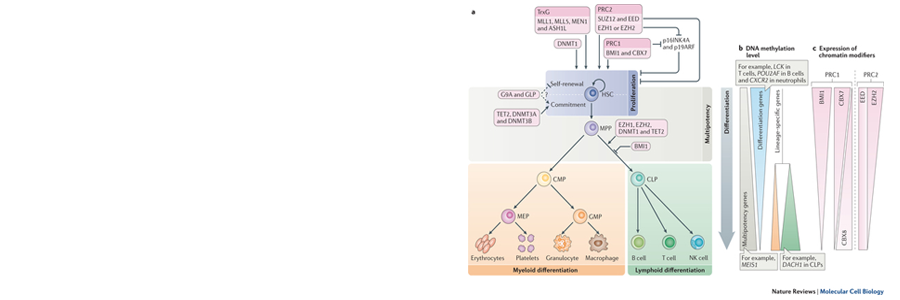 a
TrxG
MLL1, MLL5, MEN1
and ASH1L
PRC2
SUZ12 and EED
EZH1 or EZH2
DNMT1
PRC1
BMI1 and CBX7
p16INK4A
and p19ARF
Self-renewal
?
HSC
Commitment
G9A and GLP
TET2, DNMT3A
and DNMT3B
Proliferation
MPP
EZH1, EZH2,
DNMT1 and TET2
BMI1
Multipotency
CMP
CLP
MEP
GMP
Erythrocytes
Platelets
Granulocyte
Macrophage
B cell
T cell
NK cell
Myeloid differentiation
Lymphoid differentiation
Differentiation
b DNA methylation
level
For example, LCK in
T cells, POU2AF in B cells
and CXCR2 in neutrophils
Multipotency genes
Differentiation genes
Lineage-specific genes
For example,
MEIS1
For example,
DACH1 in CLPs
c Expression of
chromatin modifiers
PRC1
PRC2
BMI1
CBX7
CBX8
EED
EZH2
Nature Reviews | Molecular Cell Biology